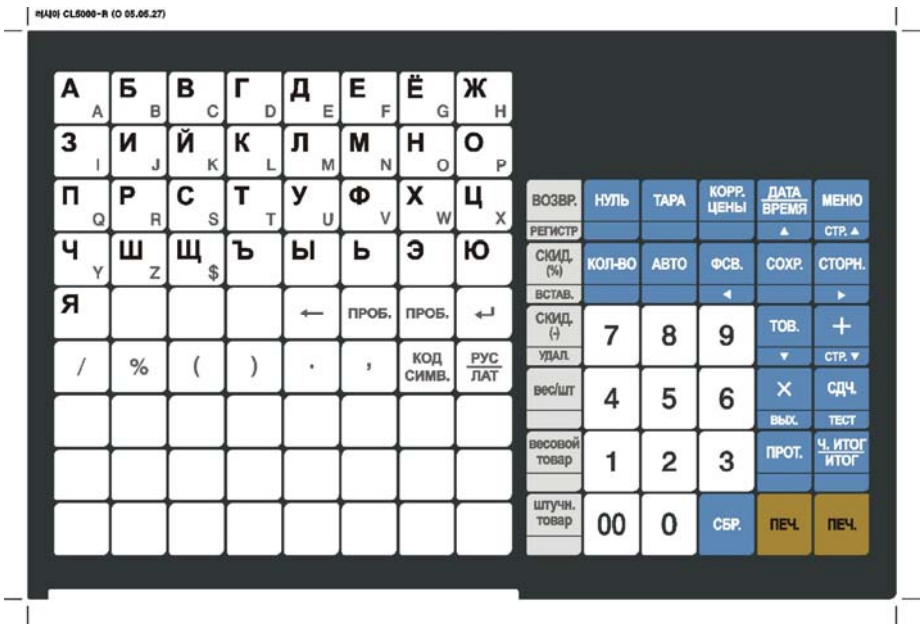 러시아 CL5000-R (O 05.05.27)
А A Б B В C Г D Д E Е F Ё G Ж H
З I И J Й K К L Л M М N Н O О P
П Q Р R С S Т T У U Ф V Х W Ц X
Ч Y Ш Z Щ $ Ъ Ы Ь Э Ю
Я ← ПРОБ. ПРОБ. ↵
/ % ( ) . , КОД СИМВ. РУС ЛАТ
ВОЗВР. НУЛЬ ТАРА КОРР. ЦЕНЫ ДАТА ВРЕМЯ МЕНЮ
РЕГИСТР ▲ СТР. ▲
СКИД. (%) КОЛ-ВО АВТО ФСВ. СОХР. СТОРН.
ВСТАВ. ◀ ▶
СКИД. (-) 7 8 9 ТОВ. +
УДАЛ. ▼ СТР. ▼
вес/шт 4 5 6 × СДЧ.
ВЫХ. ТЕСТ
весовой товар 1 2 3 ПРОТ. Ч. ИТОГ ИТОГ
штучн. товар 00 0 СБР. ПЕЧ. ПЕЧ.